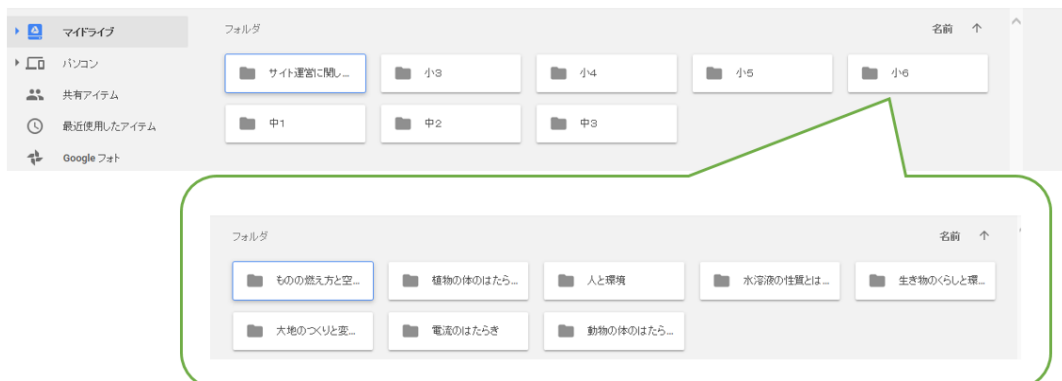 マイドライブ
パソコン
共有アイテム
最近使用したアイテム
Google フォト
フォルダ 名前 ↑
サイト運営に関し... 小3 小4 小5 小6
中1 中2 中3
フォルダ 名前 ↑
ものの燃え方と空... 植物の体のはたら... 人と環境 水溶液の性質とは... 生き物のくらしと環...
大地のつくりと変... 電流のはたらき 動物の体のはたら...